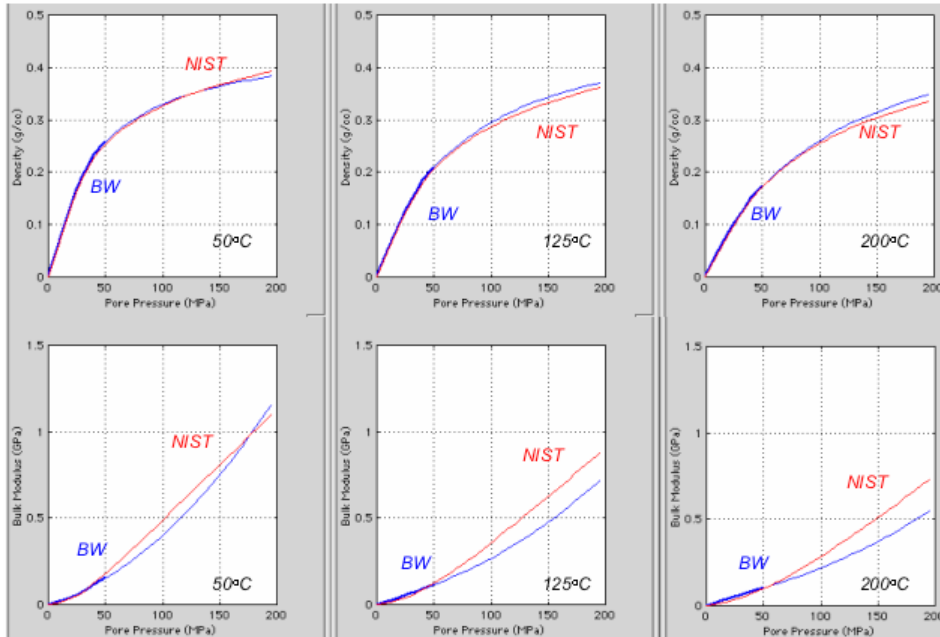 0.5
0.4
0.3
0.2
0.1
0
Density (g/cc)
NIST
BW
50ºC
0 50 100 150 200
Pore Pressure (MPa)
0.5
0.4
0.3
0.2
0.1
0
Density (g/cc)
NIST
BW
125ºC
0 50 100 150 200
Pore Pressure (MPa)
0.5
0.4
0.3
0.2
0.1
0
Density (g/cc)
NIST
BW
200ºC
0 50 100 150 200
Pore Pressure (MPa)
1.5
1
0.5
0
Bulk Modulus (GPa)
NIST
BW
50ºC
0 50 100 150 200
Pore Pressure (MPa)
1.5
1
0.5
0
Bulk Modulus (GPa)
NIST
BW
125ºC
0 50 100 150 200
Pore Pressure (MPa)
1.5
1
0.5
0
Bulk Modulus (GPa)
NIST
BW
200ºC
0 50 100 150 200
Pore Pressure (MPa)